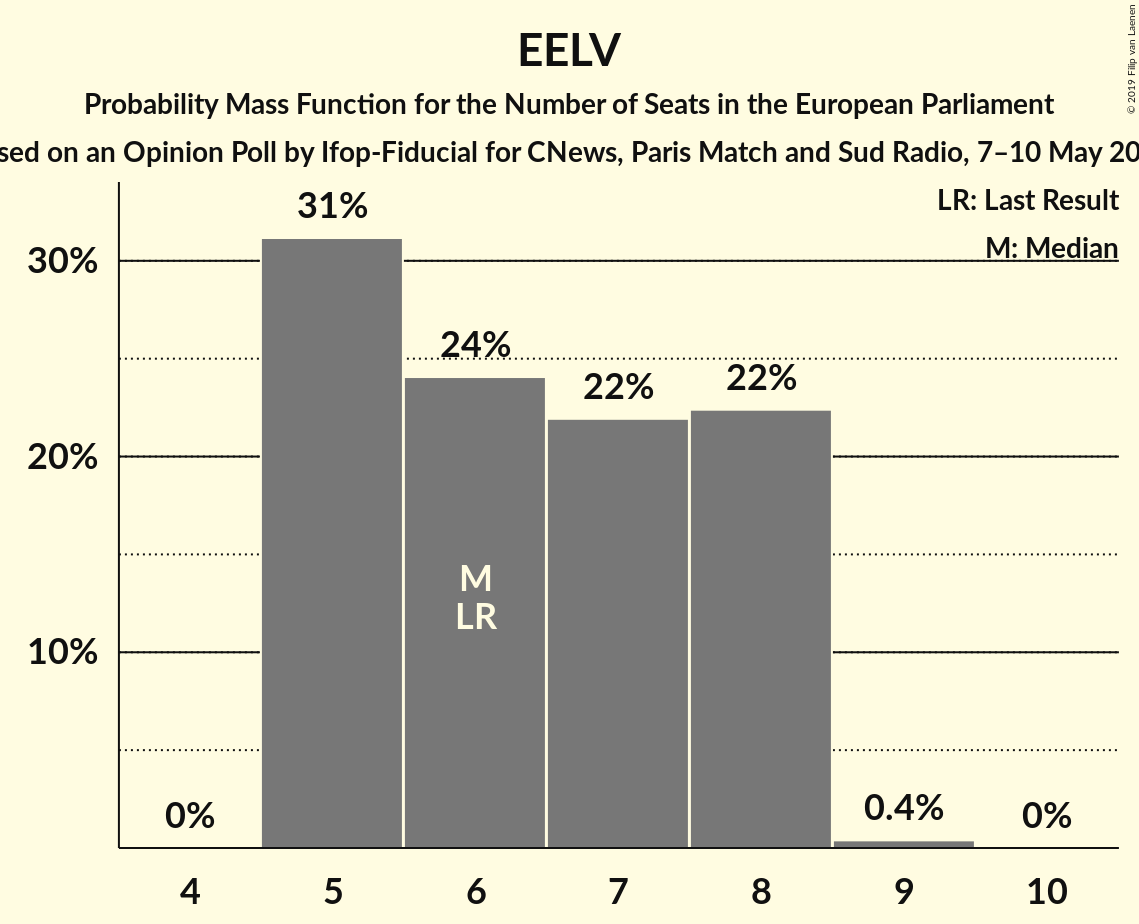 EELV
Probability Mass Function for the Number of Seats in the European Parliament
sed on an Opinion Poll by Ifop-Fiducial for CNews, Paris Match and Sud Radio, 7–10 May 20
© 2019 Filip van Laenen
LR: Last Result
M: Median
30%
20%
10%
0%
31%
24%
22%
22%
0.4%
0%
M
LR
4
5
6
7
8
9
10